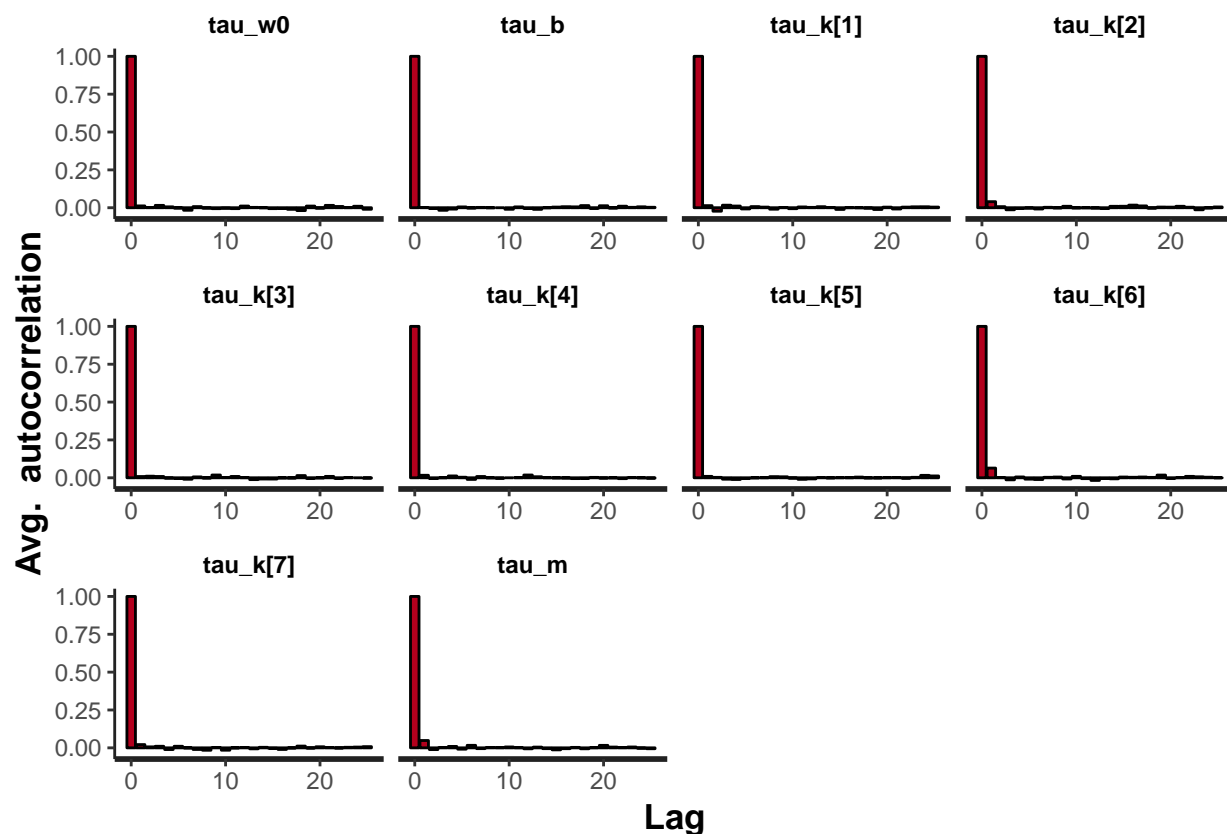 tau_w0 tau_b tau_k[1] tau_k[2]
1.00
0.75
0.50
0.25
0.00
0 10 20 0 10 20 0 10 20 0 10 20
tau_k[3] tau_k[4] tau_k[5] tau_k[6]
1.00
0.75
0.50
0.25
0.00
0 10 20 0 10 20 0 10 20 0 10 20
Avg. autocorrelation
tau_k[7] tau_m
1.00
0.75
0.50
0.25
0.00
0 10 20 0 10 20
Lag